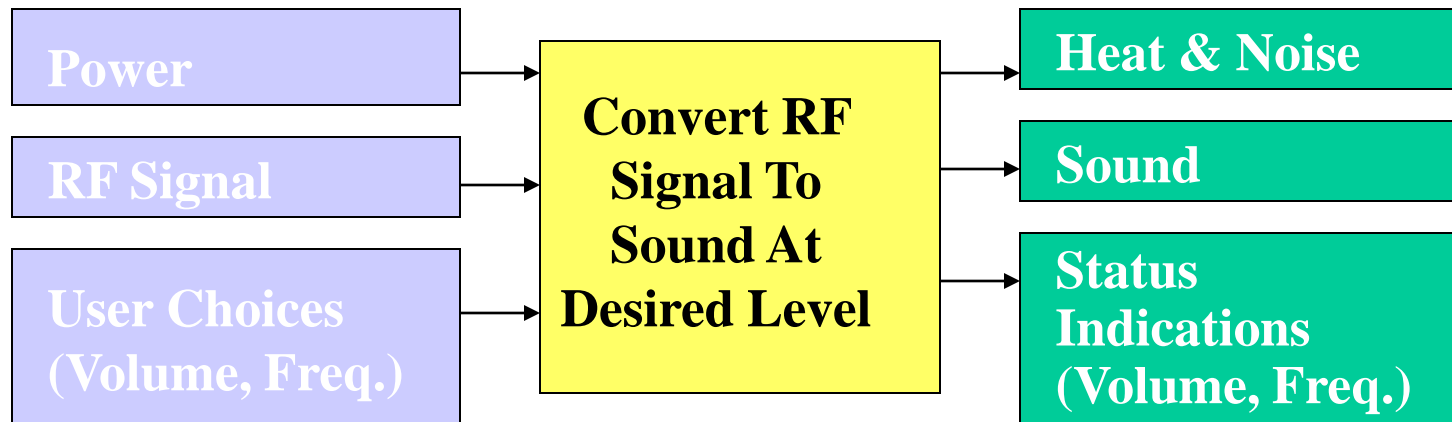 Power
RF Signal
User Choices
(Volume, Freq.)
Convert RF
Signal To
Sound At
Desired Level
Heat & Noise
Sound
Status
Indications
(Volume, Freq.)